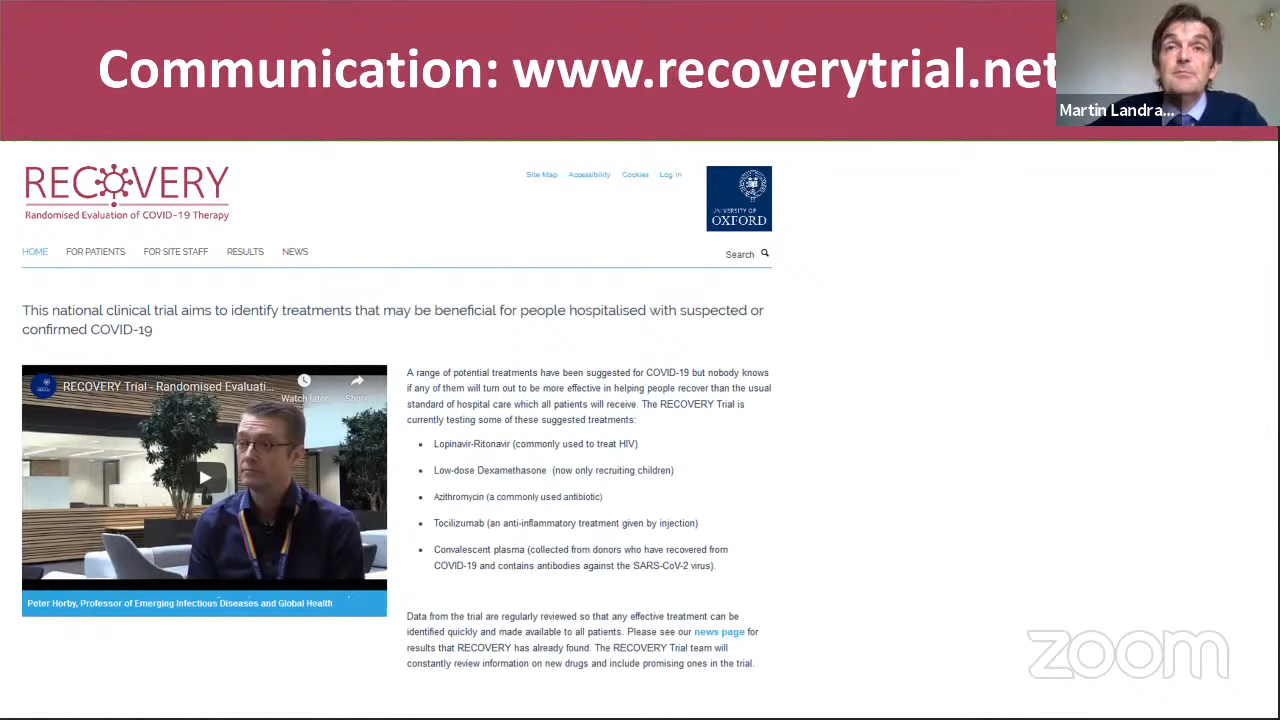 Communication: www.recoverytrial.net
Martin Landra...
RECOVERY
Randomised Evaluation of COVID-19 Therapy
Site Map Accessibility Cookies Log in
UNIVERSITY OF
OXFORD
HOME FOR PATIENTS FOR SITE STAFF RESULTS NEWS
Search
This national clinical trial aims to identify treatments that may be beneficial for people hospitalised with suspected or
confirmed COVID-19
RECOVERY Trial - Randomised Evaluati...
Watch later Share
Peter Horby, Professor of Emerging Infectious Diseases and Global Health
A range of potential treatments have been suggested for COVID-19 but nobody knows
if any of them will turn out to be more effective in helping people recover than the usual
standard of hospital care which all patients will receive. The RECOVERY Trial is
currently testing some of these suggested treatments:
• Lopinavir-Ritonavir (commonly used to treat HIV)
• Low-dose Dexamethasone (now only recruiting children)
• Azithromycin (a commonly used antibiotic)
• Tocilizumab (an anti-inflammatory treatment given by injection)
• Convalescent plasma (collected from donors who have recovered from
COVID-19 and contains antibodies against the SARS-CoV-2 virus).
Data from the trial are regularly reviewed so that any effective treatment can be
identified quickly and made available to all patients. Please see our news page for
results that RECOVERY has already found. The RECOVERY Trial team will
constantly review information on new drugs and include promising ones in the trial.
zoom